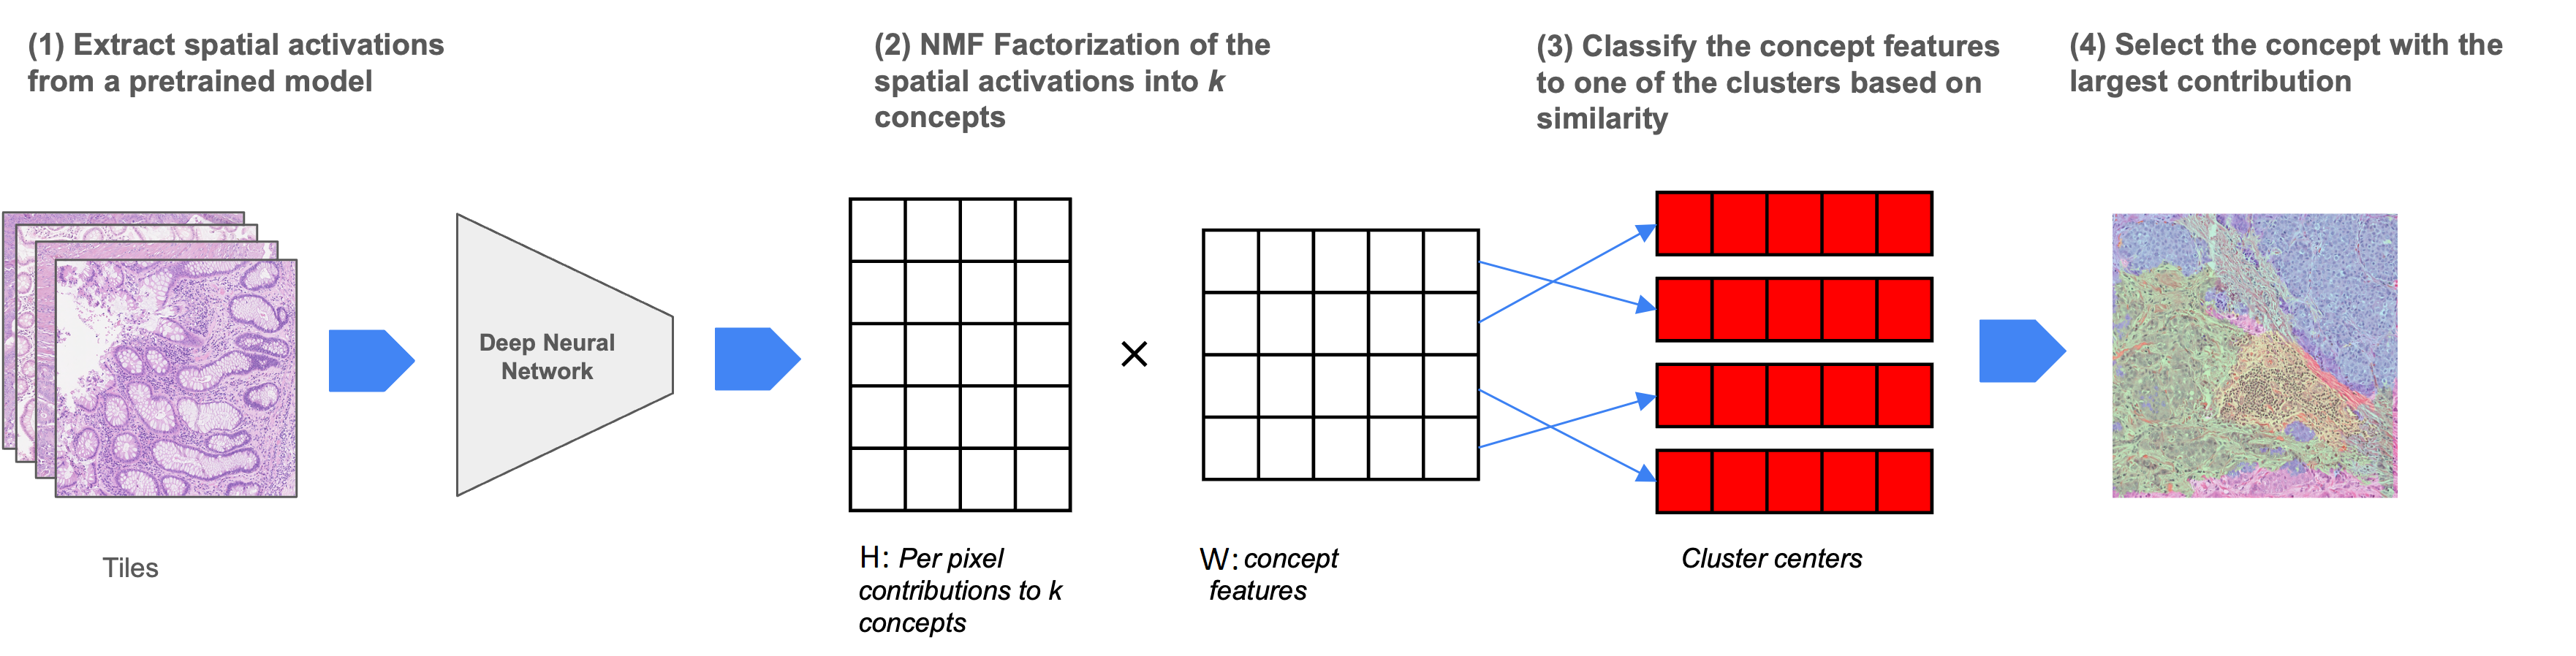 (1) Extract spatial activations
from a pretrained model
(2) NMF Factorization of the
spatial activations into k
concepts
(3) Classify the concept features
to one of the clusters based on
similarity
(4) Select the concept with the
largest contribution
Deep Neural
Network
×
Tiles
H: Per pixel
contributions to k
concepts
W: concept
features
Cluster centers